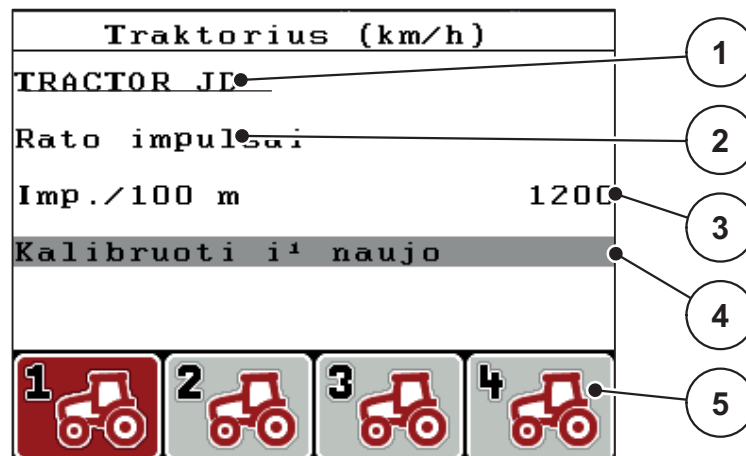 Traktorius (km/h)
TRACTOR JD
Rato impulsai
Imp./100 m 1200
Kalibruoti i¹ naujo
1 2 3 4
1
2
3
4
5